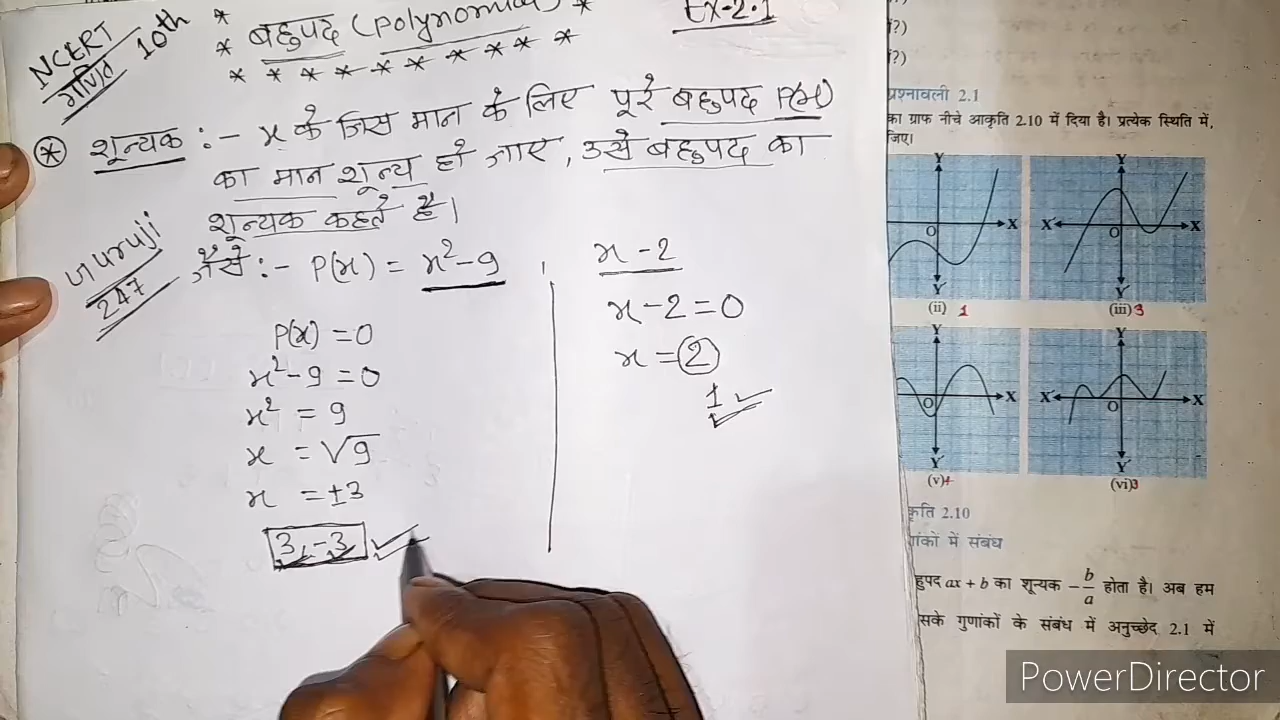 NCERT गणित 10th
* बहुपद (Polynomial) *
* * * * * * * * * * *
Ex-2.1
* शून्यक :- x के जिस मान के लिए पूरे बहुपद P(x)
का मान शून्य हो जाए, उसे बहुपद का
शून्यक कहते है।
Guruji
247
जैसे :- P(x) = x²-9 ,
P(x) = 0
x²-9 = 0
x² = 9
x = √9
x = ±3
3, -3
x-2
x-2=0
x = 2
1
?)
?)
प्रश्नावली 2.1
का ग्राफ नीचे आकृति 2.10 में दिया है। प्रत्येक स्थिति में,
जिए।
Y Y
O X X' O X
Y' Y'
(ii) 1 (iii) 3
Y Y
O X X' O X
Y' Y'
(v) 4 (vi) 3
कृति 2.10
गांकों में संबंध
हुपद ax + b का शून्यक -b/a होता है। अब हम
सके गुणांकों के संबंध में अनुच्छेद 2.1 में
PowerDirector